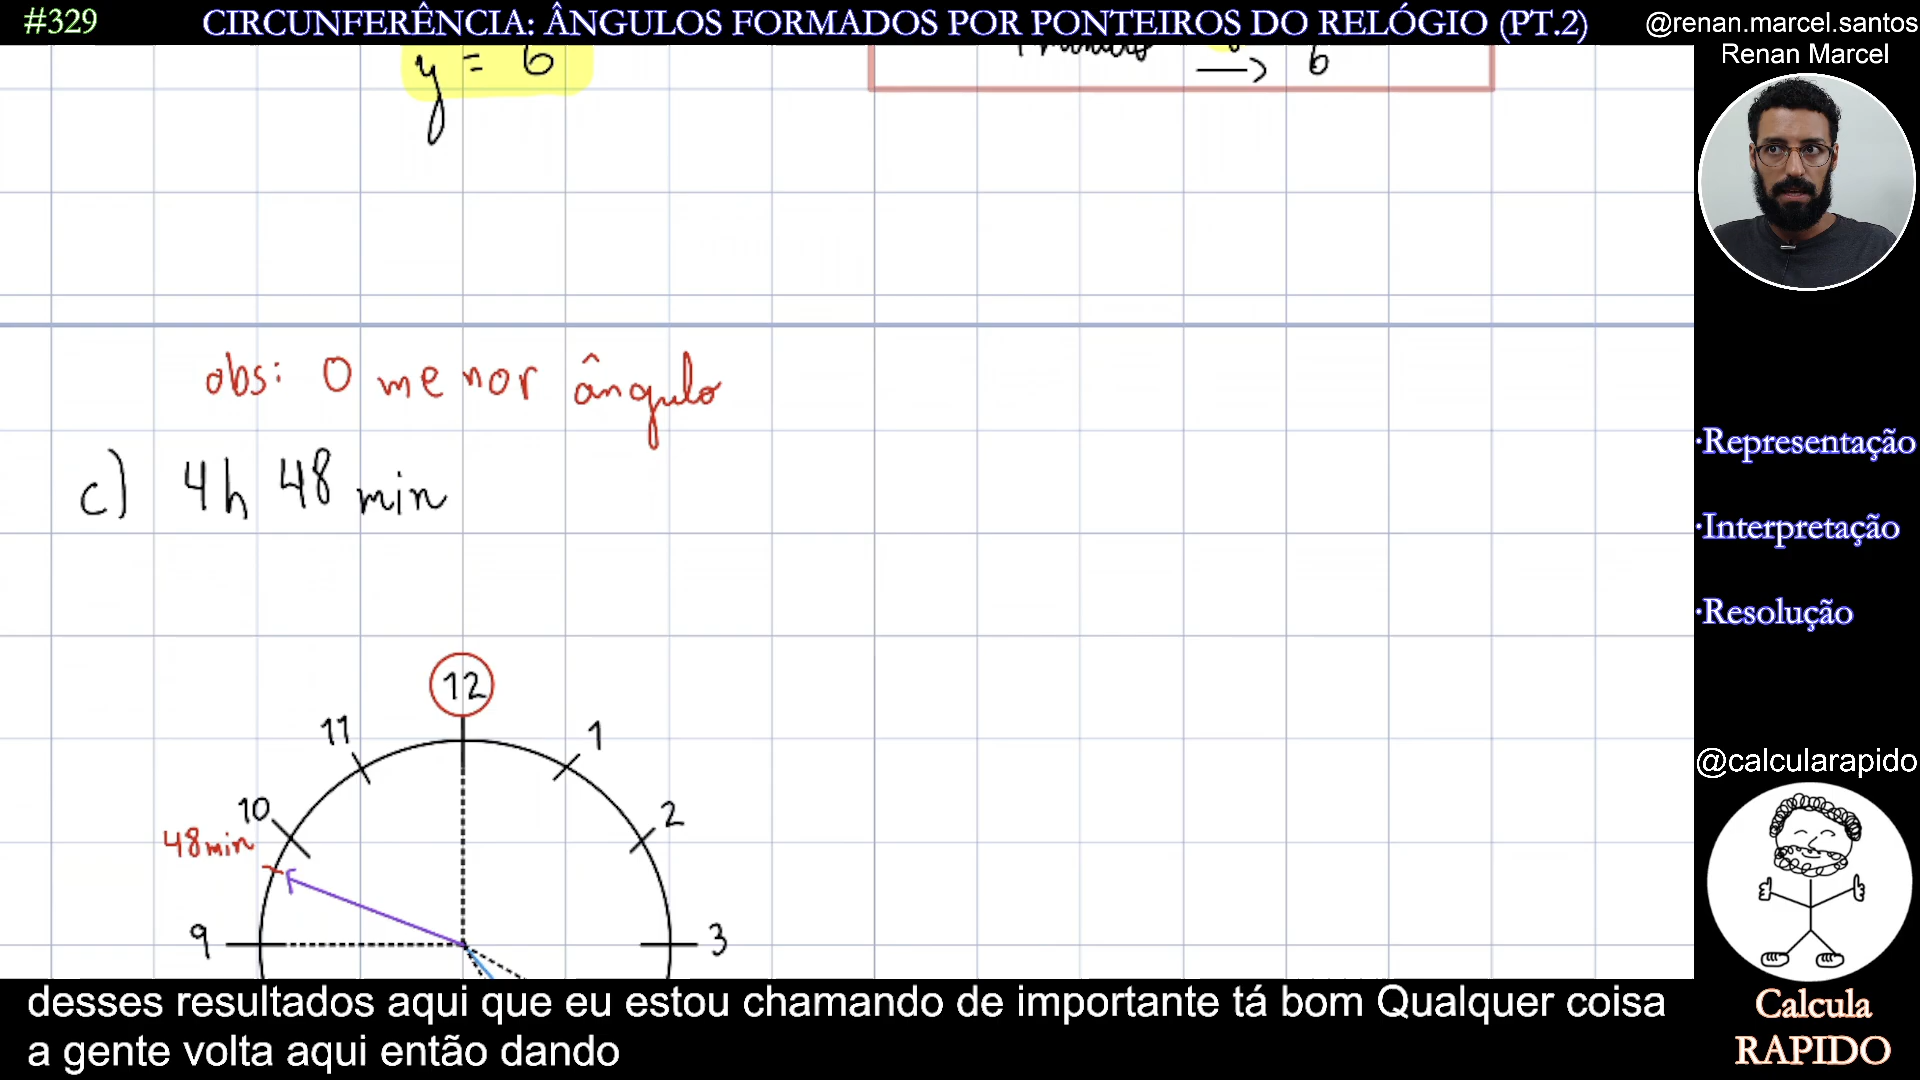 #329
CIRCUNFERÊNCIA: ÂNGULOS FORMADOS POR PONTEIROS DO RELÓGIO (PT.2)
@renan.marcel.santos
Renan Marcel
y = 6
→ 6
obs: O menor ângulo
c) 4h 48 min
12
11
1
10
2
48min
9
3
·Representação
·Interpretação
·Resolução
@calcularapido
Calcula
RAPIDO
desses resultados aqui que eu estou chamando de importante tá bom Qualquer coisa
a gente volta aqui então dando